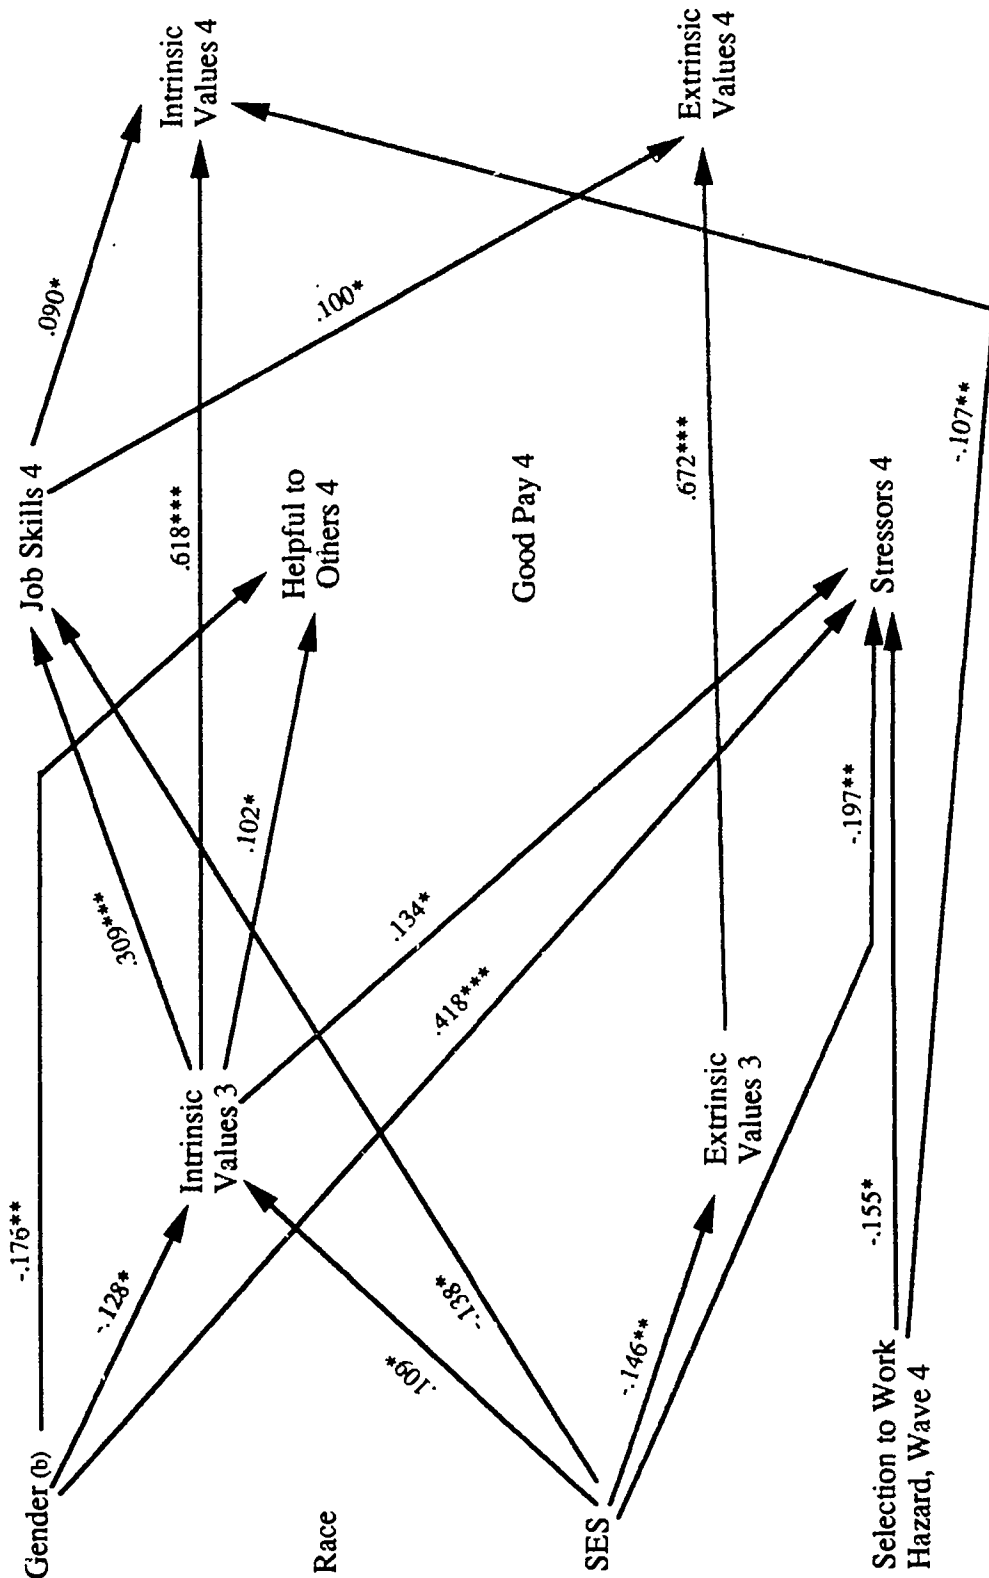 Gender (b)
Race
SES
Selection to Work
Hazard, Wave 4
-.176**
-.128*
.109*
-.138*
-.146**
-.155*
Intrinsic
Values 3
Extrinsic
Values 3
.309***
.618***
.102*
.134*
.418***
-.197**
.672***
-.107**
Job Skills 4
Helpful to
Others 4
Good Pay 4
Stressors 4
.090*
.100*
Intrinsic
Values 4
Extrinsic
Values 4